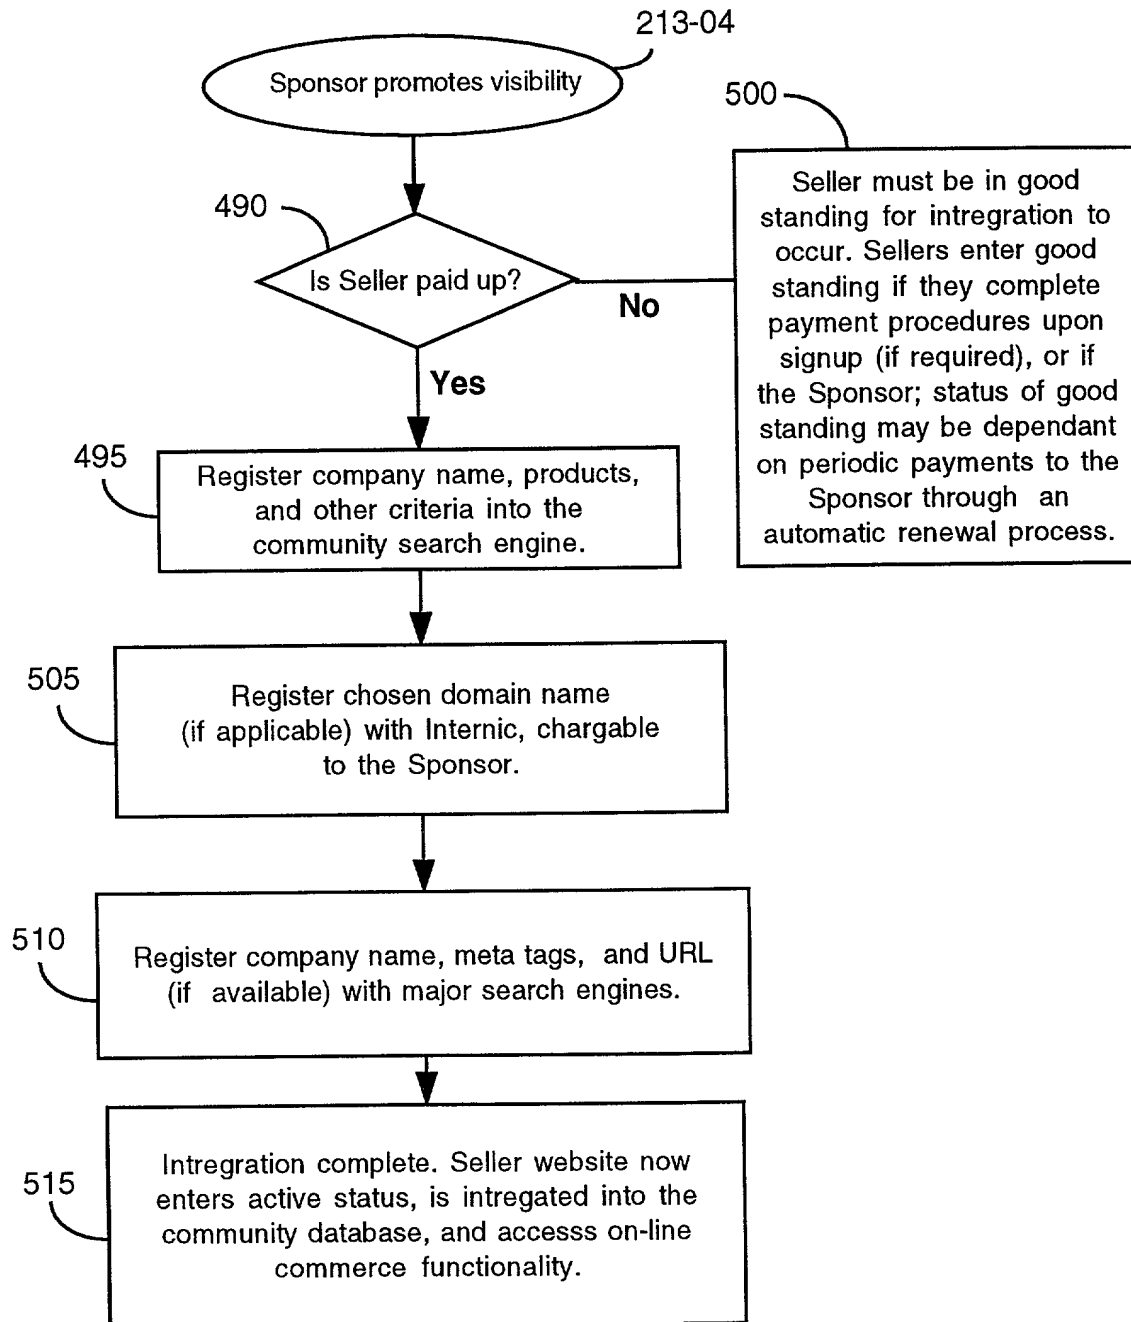 213-04
Sponsor promotes visibility
500
490
Is Seller paid up?
No
Yes
Seller must be in good
standing for intregration to
occur. Sellers enter good
standing if they complete
payment procedures upon
signup (if required), or if
the Sponsor; status of good
standing may be dependant
on periodic payments to the
Sponsor through an
automatic renewal process.
495
Register company name, products,
and other criteria into the
community search engine.
505
Register chosen domain name
(if applicable) with Internic, chargable
to the Sponsor.
510
Register company name, meta tags, and URL
(if available) with major search engines.
515
Intregration complete. Seller website now
enters active status, is intregated into the
community database, and accesss on-line
commerce functionality.